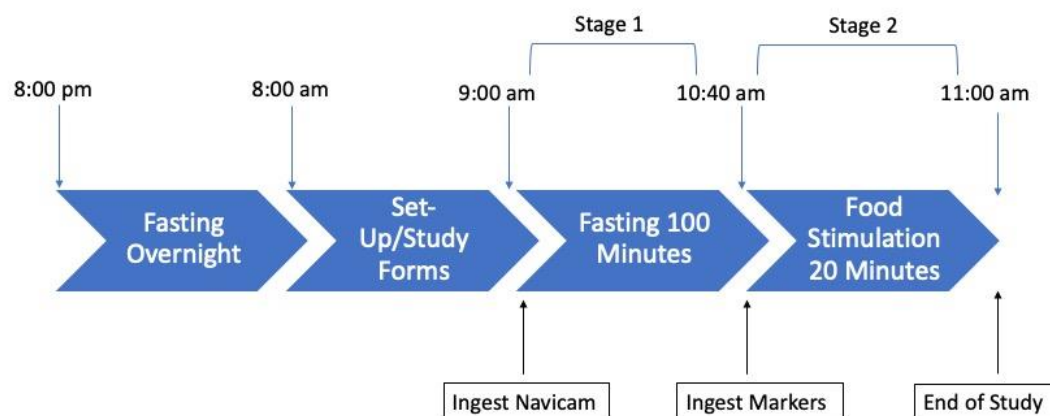 Stage 1
Stage 2
8:00 pm
8:00 am
9:00 am
10:40 am
11:00 am
Fasting
Overnight
Set-
Up/Study
Forms
Fasting 100
Minutes
Food
Stimulation
20 Minutes
Ingest Navicam
Ingest Markers
End of Study